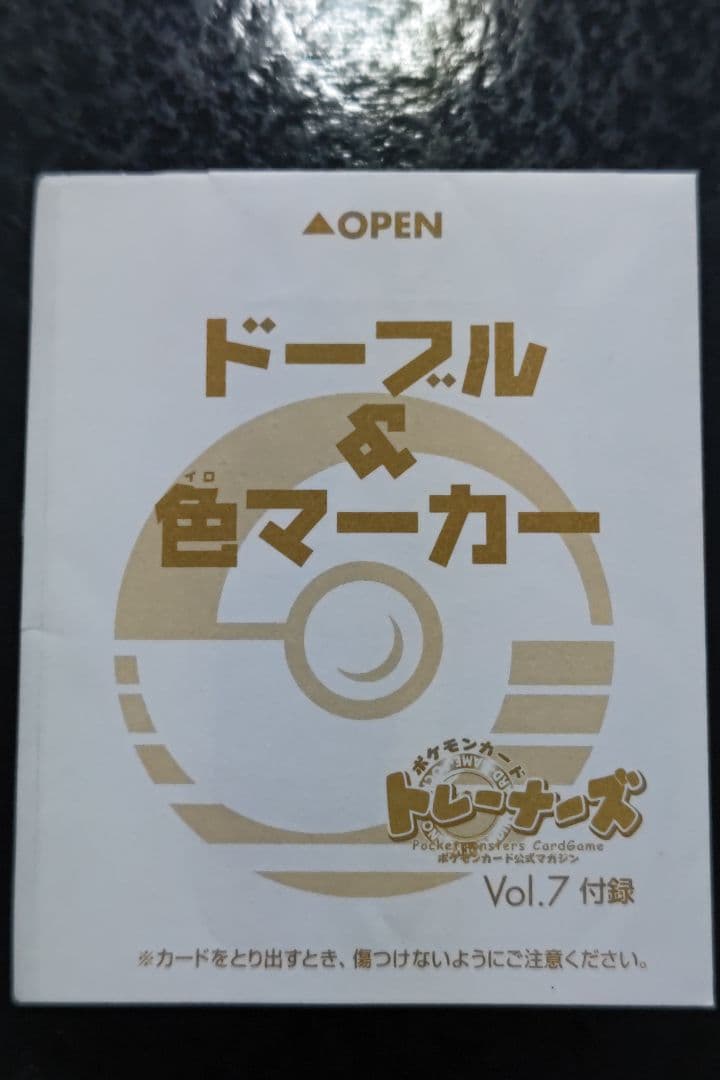 ▲OPEN
ドーブル
&
イロ
色マーカー
ポケモンカード
トレーナーズ
PocketMonsters CardGame
ポケモンカード公式マガジン
Vol.7 付録
※カードをとり出すとき、傷つけないようにご注意ください。